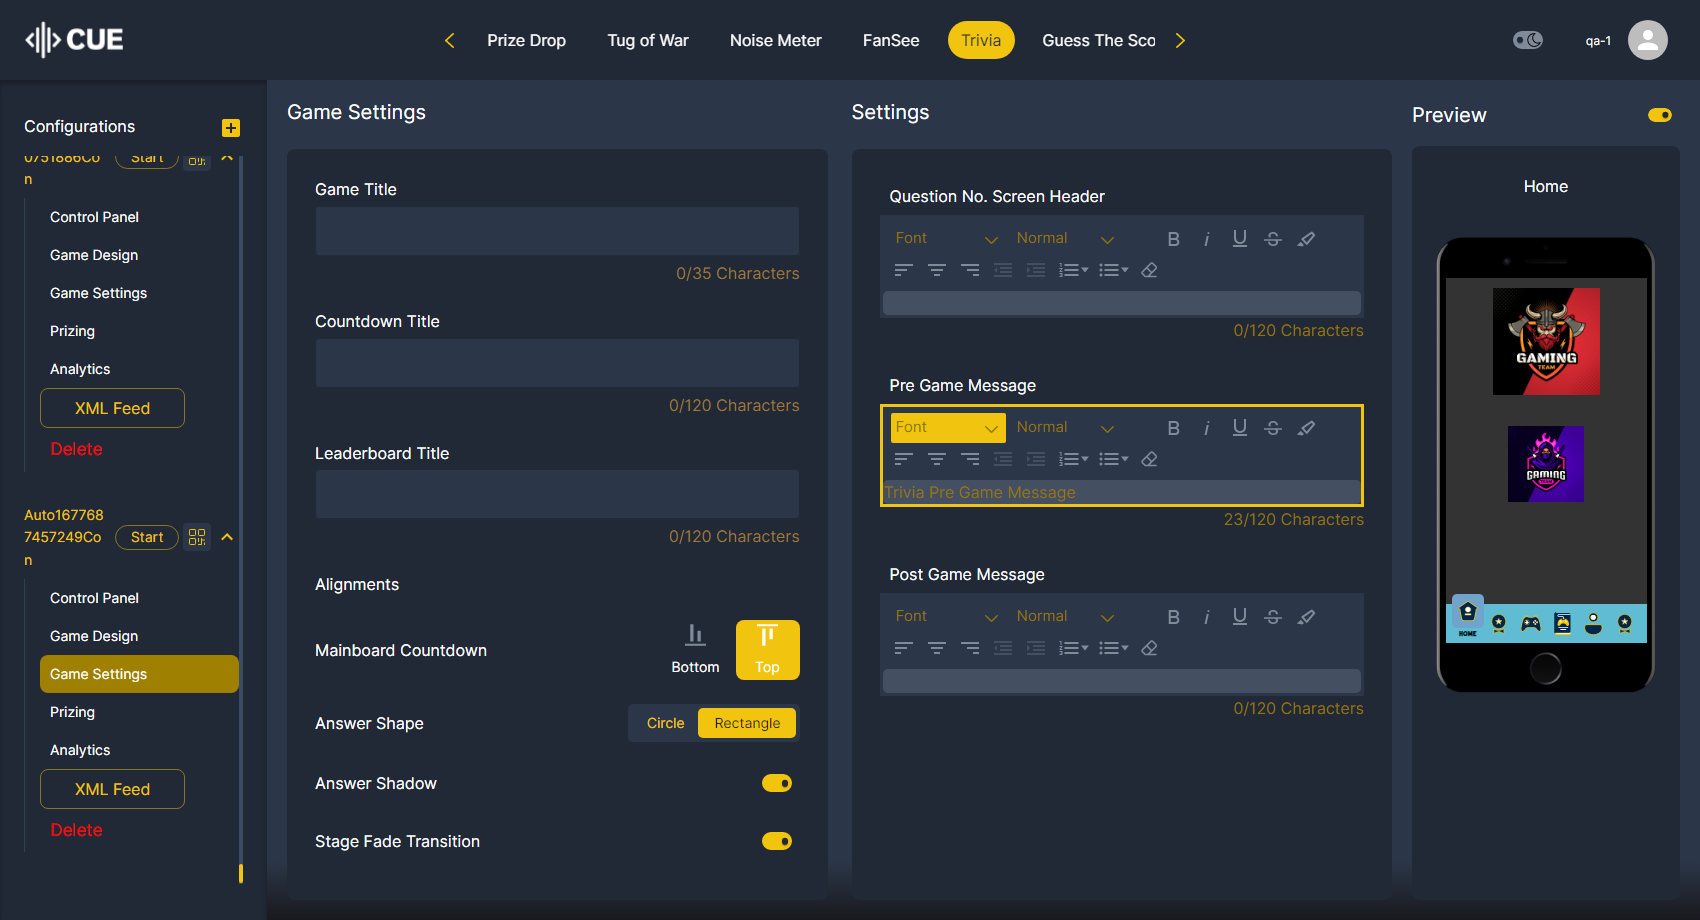 CUE
Prize Drop
Tug of War
Noise Meter
FanSee
Trivia
Guess The Sco
qa-1
Configurations
0751886Co
n
Start
Control Panel
Game Design
Game Settings
Prizing
Analytics
XML Feed
Delete
Auto167768
7457249Co
n
Start
Control Panel
Game Design
Game Settings
Prizing
Analytics
XML Feed
Delete
Game Settings
Game Title
0/35 Characters
Countdown Title
0/120 Characters
Leaderboard Title
0/120 Characters
Alignments
Mainboard Countdown
Bottom
Top
Answer Shape
Circle
Rectangle
Answer Shadow
Stage Fade Transition
Settings
Question No. Screen Header
Font
Normal
B i U S
0/120 Characters
Pre Game Message
Font
Normal
B i U S
Trivia Pre Game Message
23/120 Characters
Post Game Message
Font
Normal
B i U S
0/120 Characters
Preview
Home
GAMING
TEAM
GAMING
TEAM
HOME